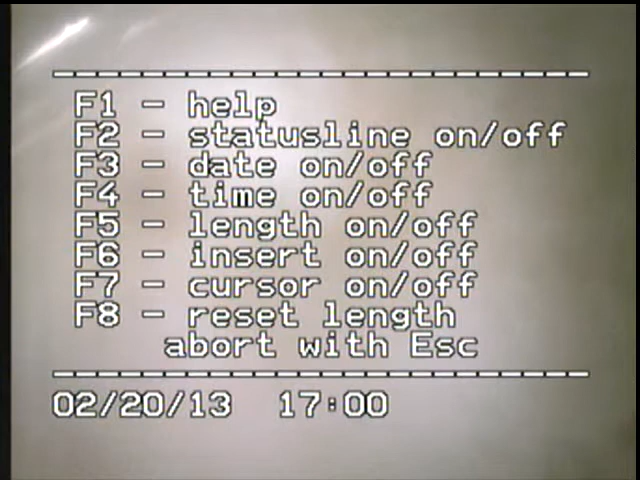 F1 - help
F2 - statusline on/off
F3 - date on/off
F4 - time on/off
F5 - length on/off
F6 - insert on/off
F7 - cursor on/off
F8 - reset length
abort with Esc
02/20/13 17:00